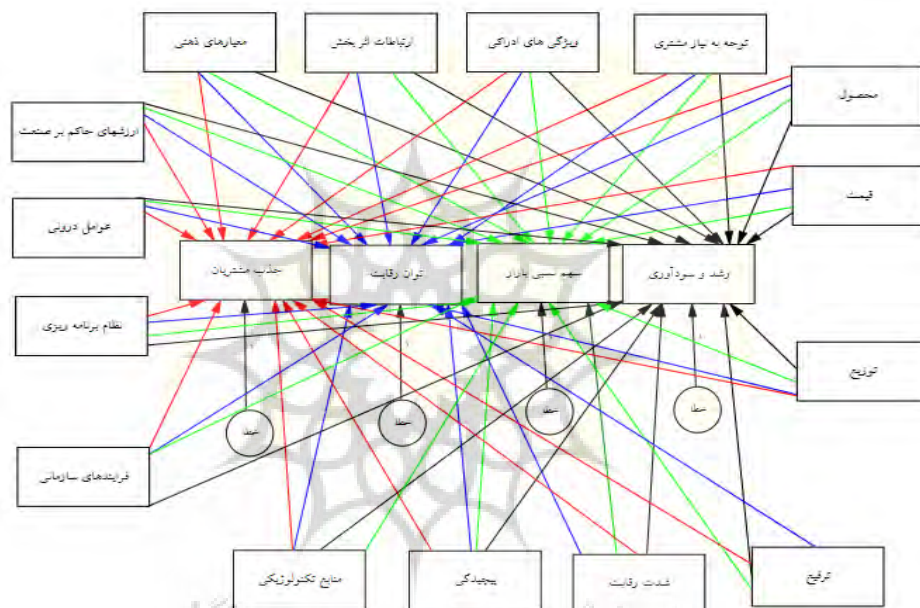 معیارهای ذهنی
ارتباطات اثر بخش
ویژگی های ادراکی
توجه به نیاز مشتری
محصول
ارزشهای حاکم بر صنعت
قیمت
عوامل درونی
جذب مشتریان
توان رقابت
سهم نسبی بازار
رشد و سودآوری
نظام برنامه ریزی
توزیع
خطا
خطا
خطا
خطا
فرایندهای سازمانی
منابع تکنولوژیکی
پیچیدگی
شدت رقابت
ترفیع